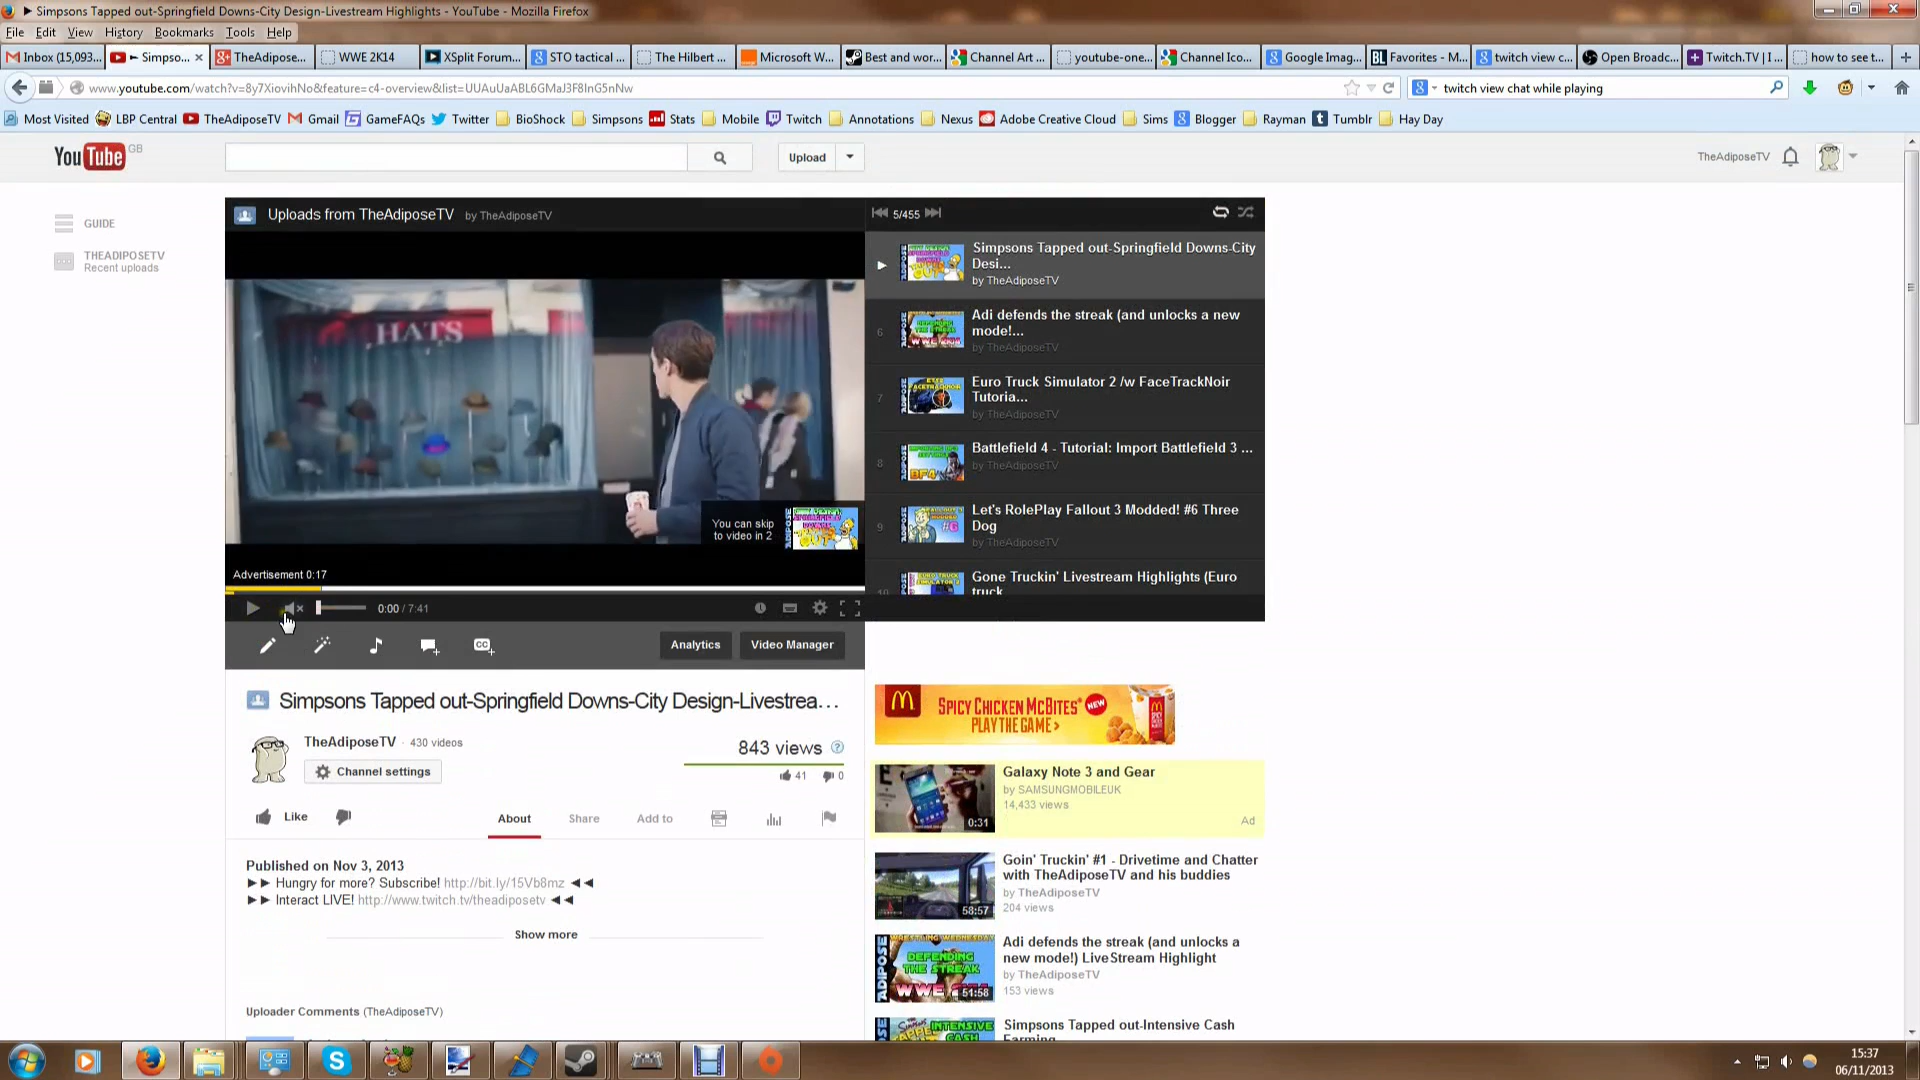 ▶ Simpsons Tapped out-Springfield Downs-City Design-Livestream Highlights - YouTube - Mozilla Firefox
File Edit View History Bookmarks Tools Help
Inbox (15,093... ► Simpso... TheAdipose... WWE 2K14 XSplit Forum... STO tactical ... The Hilbert ... Microsoft W... Best and wor... Channel Art ... youtube-one... Channel Ico... Google Imag... Favorites - M... twitch view c... Open Broadc... Twitch.TV | I ... how to see t...
www.youtube.com/watch?v=8y7XiovihNo&feature=c4-overview&list=UUAuUaABL6GMaJ3F8InG5nNw
twitch view chat while playing
Most Visited LBP Central TheAdiposeTV Gmail GameFAQs Twitter BioShock Simpsons Stats Mobile Twitch Annotations Nexus Adobe Creative Cloud Sims Blogger Rayman Tumblr Hay Day
YouTube GB
Upload
TheAdiposeTV
GUIDE
THEADIPOSETV
Recent uploads
Uploads from TheAdiposeTV by TheAdiposeTV
5/455
HATS
You can skip
to video in 2
Advertisement 0:17
0:00 / 7:41
Simpsons Tapped out-Springfield Downs-City
Desi...
by TheAdiposeTV
6
Adi defends the streak (and unlocks a new
mode!...
by TheAdiposeTV
7
Euro Truck Simulator 2 /w FaceTrackNoir
Tutoria...
by TheAdiposeTV
8
Battlefield 4 - Tutorial: Import Battlefield 3 ...
by TheAdiposeTV
9
Let's RolePlay Fallout 3 Modded! #6 Three
Dog
by TheAdiposeTV
10
Gone Truckin' Livestream Highlights (Euro
truck
Analytics
Video Manager
Simpsons Tapped out-Springfield Downs-City Design-Livestrea...
TheAdiposeTV · 430 videos
Channel settings
843 views
41 0
Like
About
Share
Add to
Published on Nov 3, 2013
►► Hungry for more? Subscribe! http://bit.ly/15Vb8mz ◄◄
►► Interact LIVE! http://www.twitch.tv/theadiposetv ◄◄
Show more
Uploader Comments (TheAdiposeTV)
SPICY CHICKEN McBITES NEW
PLAY THE GAME >
Galaxy Note 3 and Gear
by SAMSUNGMOBILEUK
14,433 views
Ad
0:31
Goin' Truckin' #1 - Drivetime and Chatter
with TheAdiposeTV and his buddies
by TheAdiposeTV
204 views
58:57
Adi defends the streak (and unlocks a
new mode!) LiveStream Highlight
by TheAdiposeTV
153 views
ADIPOSE
WRESTLING WEDNESDAY
DEFENDING
THE STREAK
WWE
51:58
Simpsons Tapped out-Intensive Cash
Farming
INTENSIVE
CASH
15:37
06/11/2013